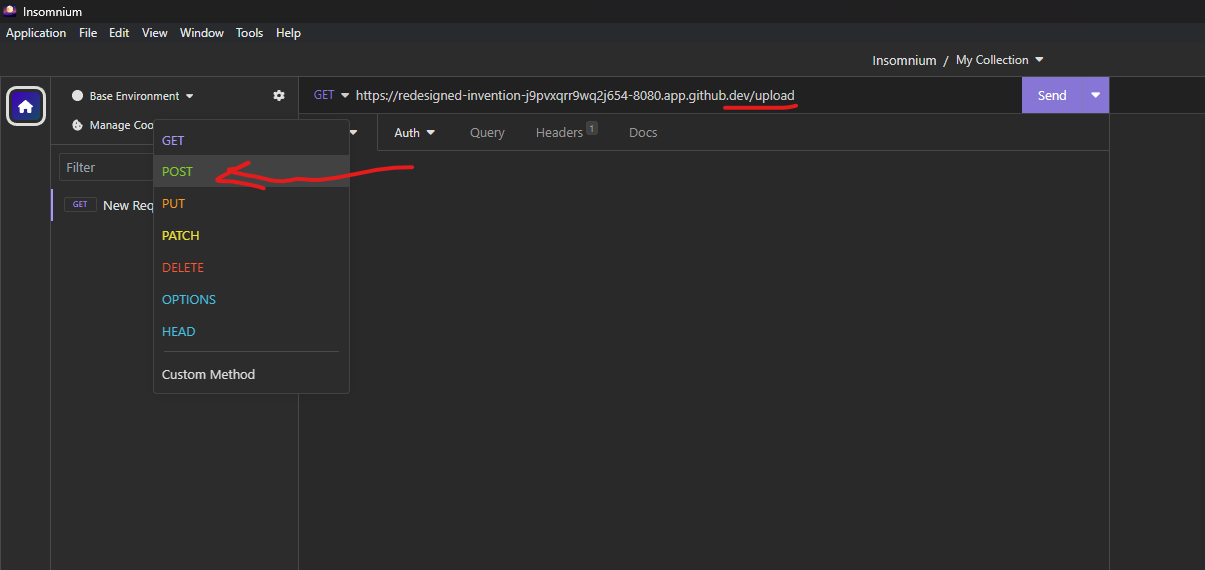 Insomnium
Application File Edit View Window Tools Help
Insomnium / My Collection
Base Environment
GET https://redesigned-invention-j9pvxqrr9wq2j654-8080.app.github.dev/upload Send
Manage Coo
Auth Query Headers 1 Docs
GET
Filter
POST
GET New Req
PUT
PATCH
DELETE
OPTIONS
HEAD
Custom Method